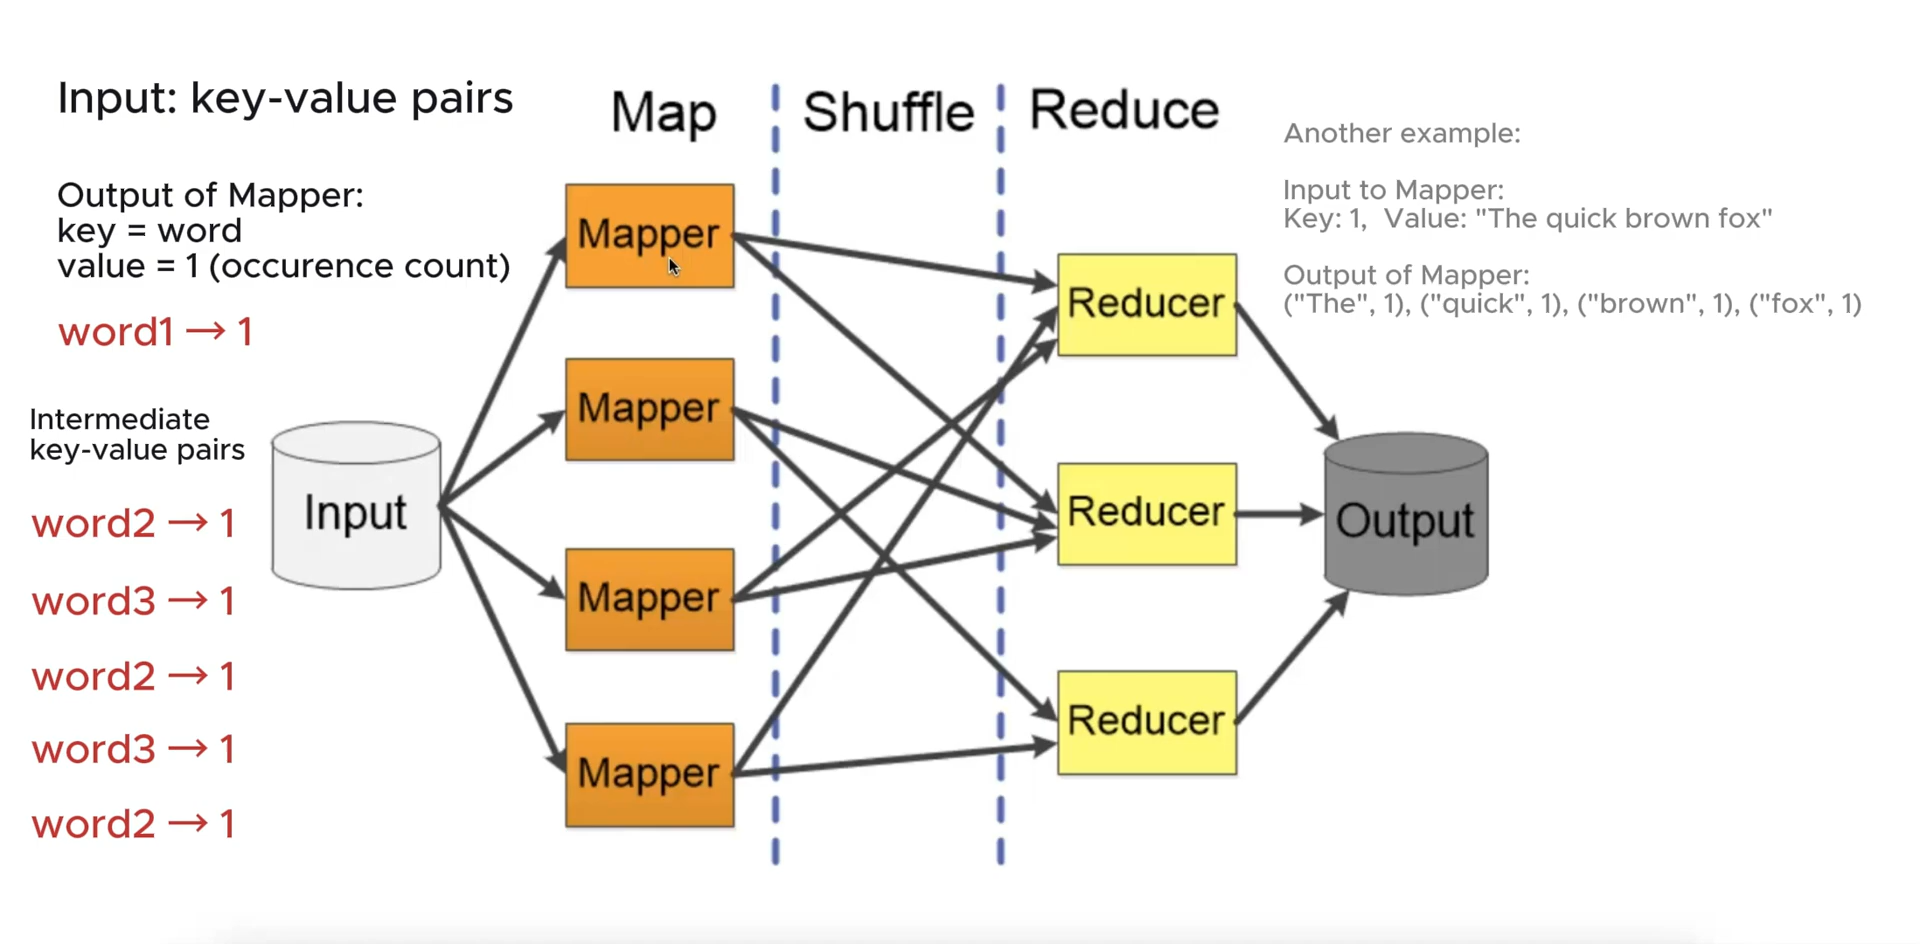 Input: key-value pairs
Output of Mapper:
key = word
value = 1 (occurence count)
word1 → 1
Intermediate
key-value pairs
word2 → 1
word3 → 1
word2 → 1
word3 → 1
word2 → 1
Input
Map
Mapper
Mapper
Mapper
Mapper
Shuffle
Reduce
Reducer
Reducer
Reducer
Output
Another example:
Input to Mapper:
Key: 1, Value: "The quick brown fox"
Output of Mapper:
("The", 1), ("quick", 1), ("brown", 1), ("fox", 1)